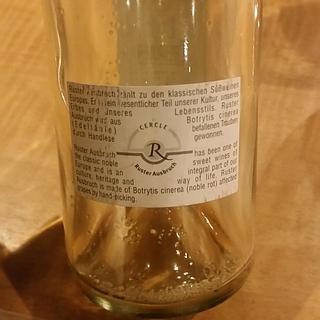 Ruster Ausbruch zählt zu den klassischen Süßweinen
Europas. Er ist ein wesentlicher Teil unserer Kultur, unseres
Erbes und unseres Lebensstils. Ruster
Ausbruch wird aus Botrytis cinerea
(Edelfäule) befallenen Trauben
durch Handlese gewonnen.
CERCLE
R
Ruster Ausbruch
Ruster Ausbruch has been one of
the classic noble sweet wines of
Europe and is an integral part of our
culture, heritage and way of life. Ruster
Ausbruch is made of Botrytis cinerea (noble rot) affected
grapes by hand-picking.